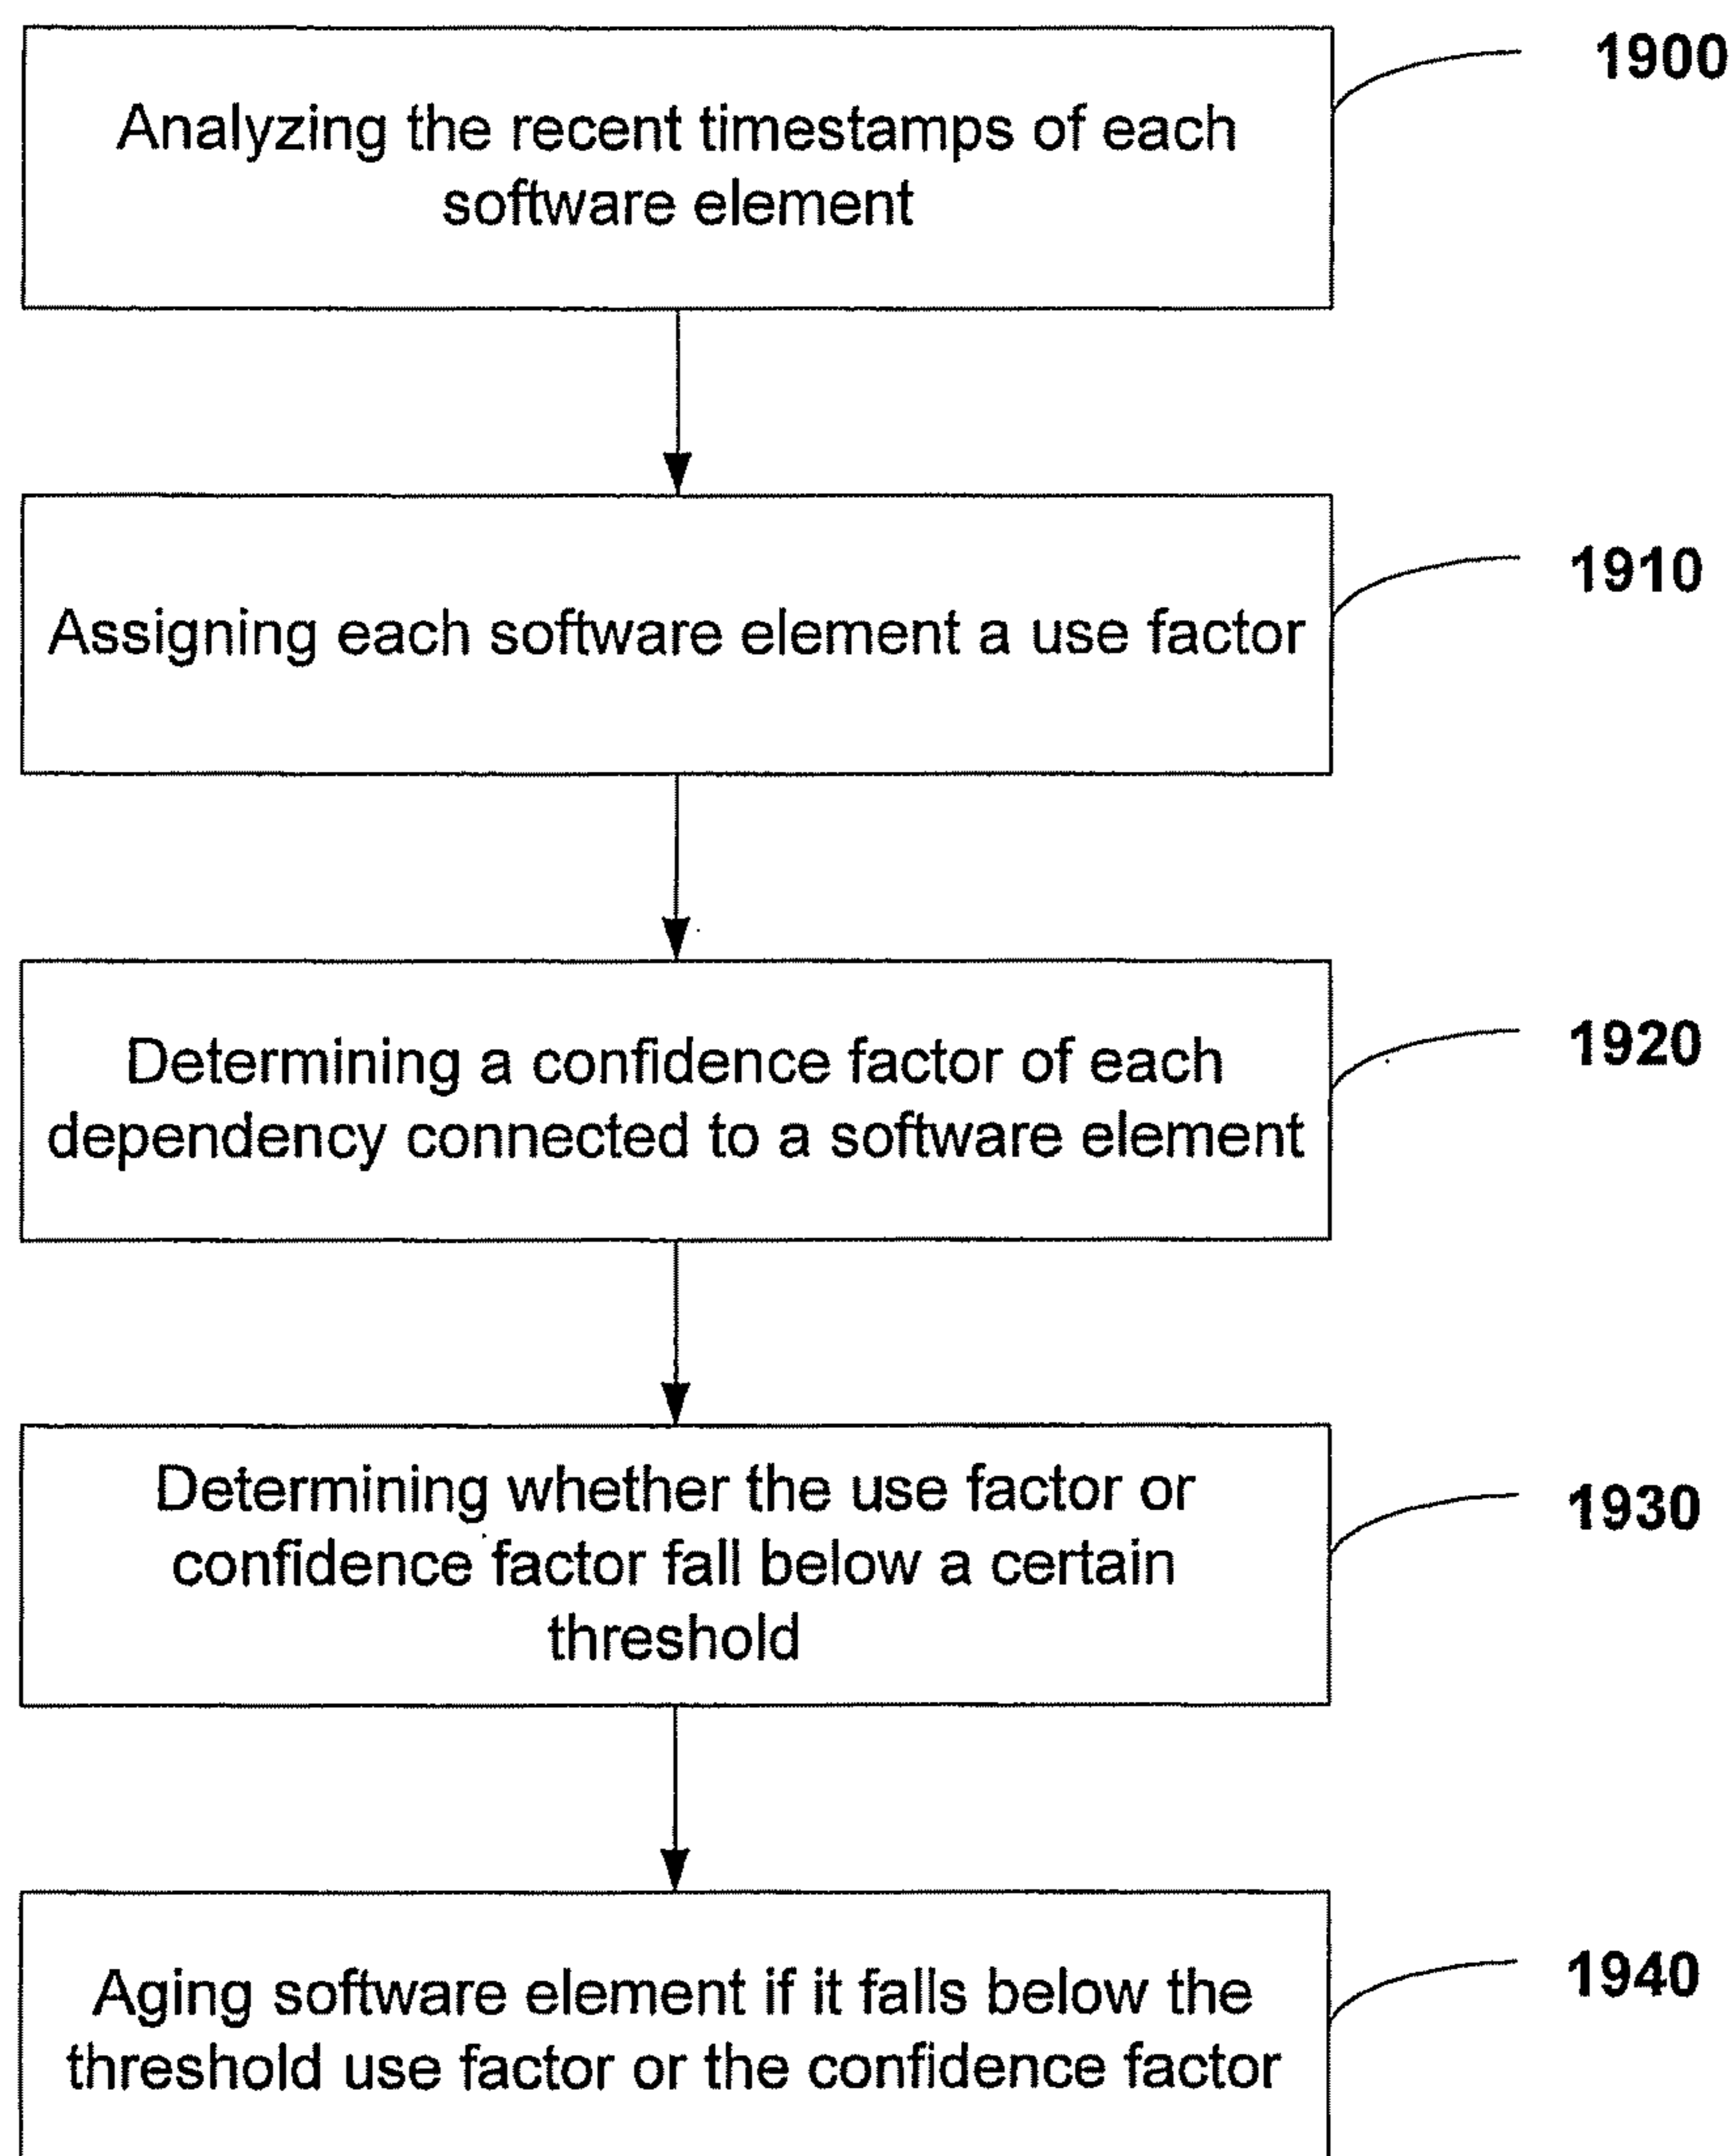 Analyzing the recent timestamps of each
software element
1900
Assigning each software element a use factor
1910
Determining a confidence factor of each
dependency connected to a software element
1920
Determining whether the use factor or
confidence factor fall below a certain
threshold
1930
Aging software element if it falls below the
threshold use factor or the confidence factor
1940